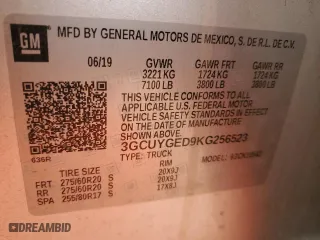 GM
MFD BY GENERAL MOTORS DE MEXICO, S. DE R.L. DE C.V.
06/19 GVWR GAWR FRT GAWR RR
3221KG 1724 KG 1724 KG
7100 LB 3800 LB 3800 LB
THIS VEHICLE CONFORMS TO ALL
APPLICABLE U.S. FEDERAL MOTOR
VEHICLE SAFETY STANDARDS IN
EFFECT ON THE DATE OF
MANUFACTURE SHOWN ABOVE.
3GCUYGED9KG256523
636R TYPE: TRUCK MODEL:
TIRE SIZE RIM
FRT 275/60R20 S 20X9J
RR 275/60R20 S 20X9J
SPA 255/80R17 S 17X8J
DREAMBID